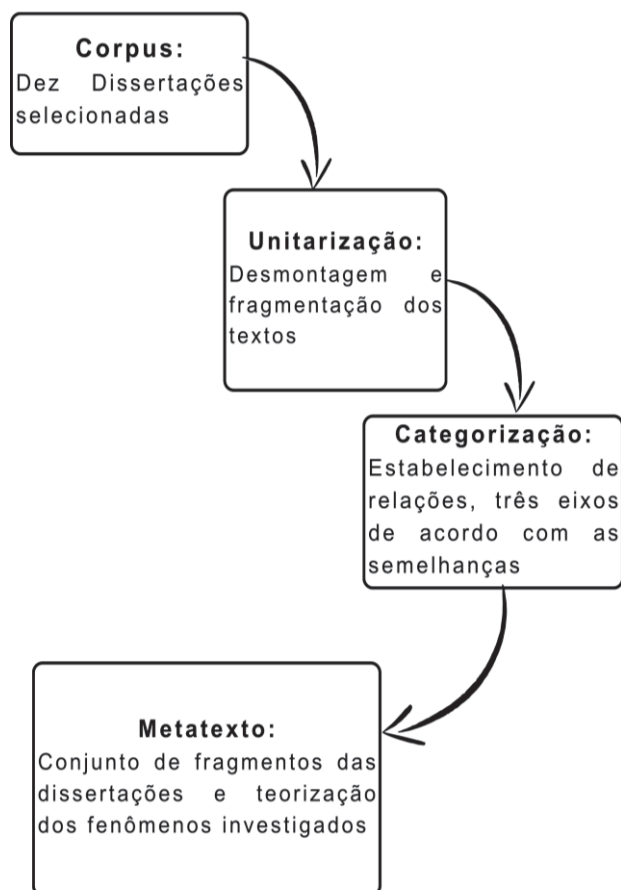 Corpus:
Dez Dissertações
selecionadas
Unitarização:
Desmontagem e
fragmentação dos
textos
Categorização:
Estabelecimento de
relações, três eixos
de acordo com as
semelhanças
Metatexto:
Conjunto de fragmentos das
dissertações e teorização
dos fenômenos investigados